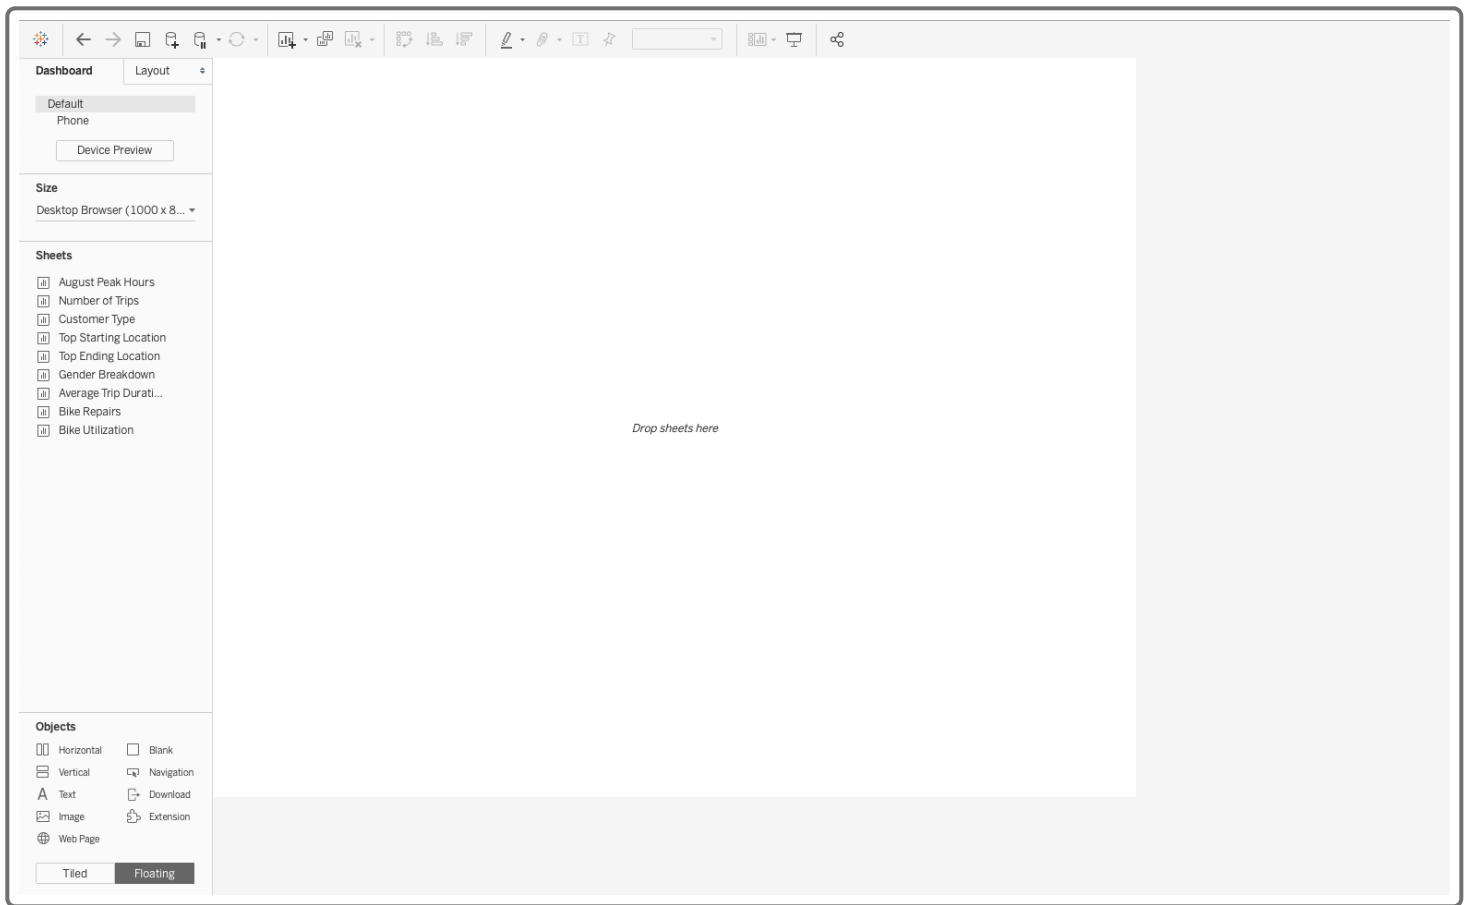 Dashboard
Layout
Default
Phone
Device Preview
Size
Desktop Browser (1000 x 8...
Sheets
August Peak Hours
Number of Trips
Customer Type
Top Starting Location
Top Ending Location
Gender Breakdown
Average Trip Durati...
Bike Repairs
Bike Utilization
Drop sheets here
Objects
Horizontal Blank
Vertical Navigation
A Text Download
Image Extension
Web Page
Tiled Floating